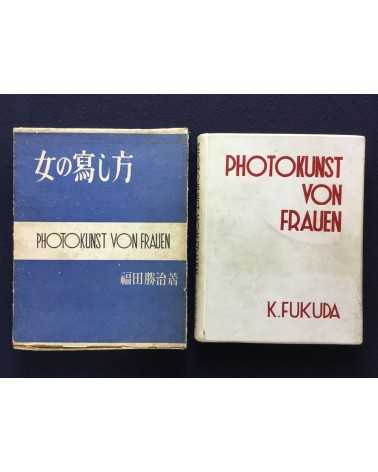 女の寫し方
PHOTOKUNST VON FRAUEN
福田勝治著
PHOTOKUNST
VON
FRAUEN
K.FUKUDA